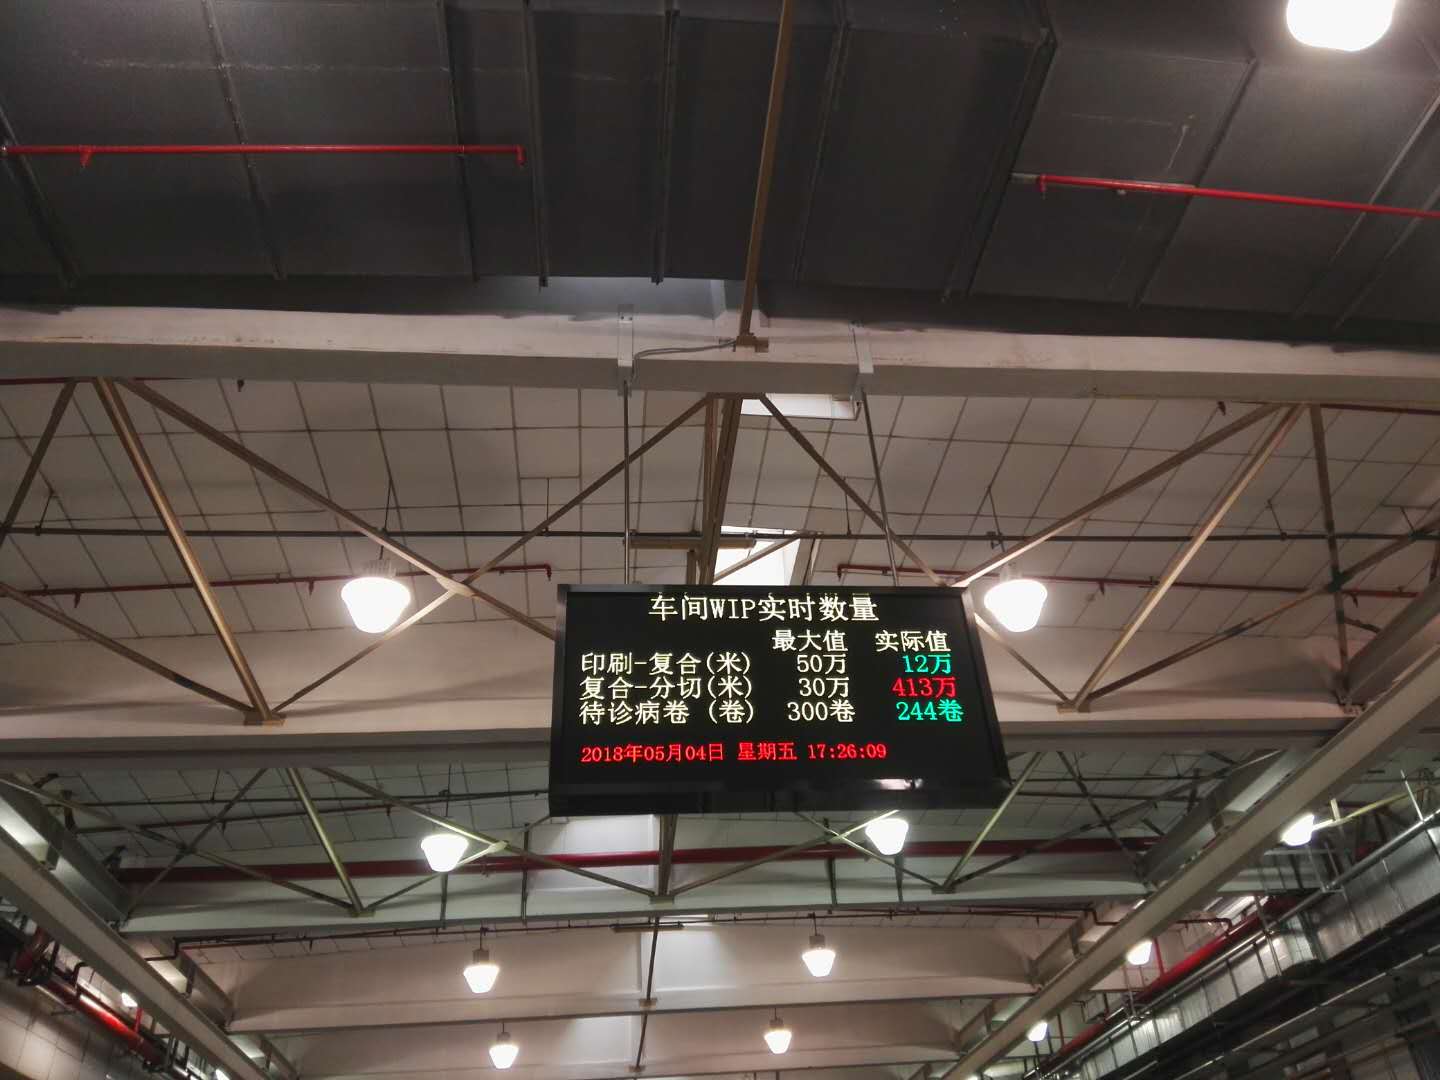 车间WIP实时数量
最大值 实际值
印刷-复合(米) 50万 12万
复合-分切(米) 30万 413万
待诊病卷 (卷) 300卷 244卷
2018年05月04日 星期五 17:26:09